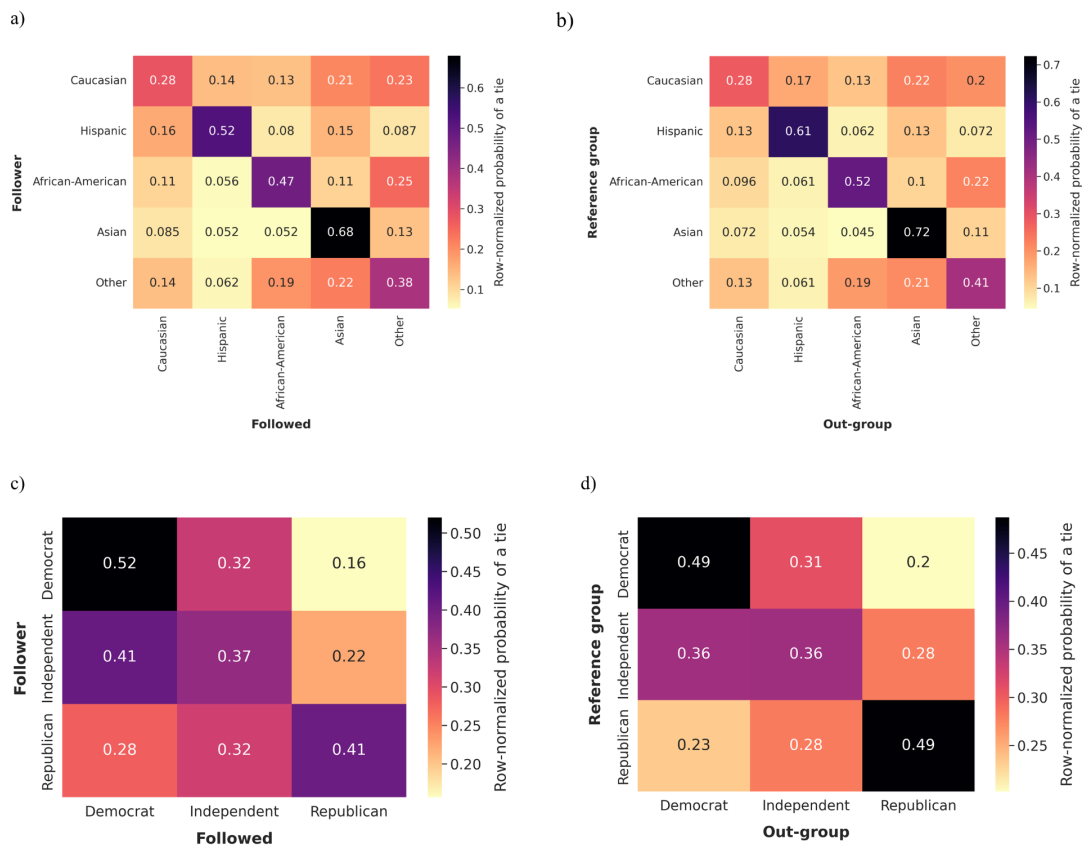 a)
Follower
Caucasian 0.28 0.14 0.13 0.21 0.23
Hispanic 0.16 0.52 0.08 0.15 0.087
African-American 0.11 0.056 0.47 0.11 0.25
Asian 0.085 0.052 0.052 0.68 0.13
Other 0.14 0.062 0.19 0.22 0.38
Caucasian Hispanic African-American Asian Other
Followed
0.6
0.5
0.4
0.3
0.2
0.1
Row-normalized probability of a tie
b)
Reference group
Caucasian 0.28 0.17 0.13 0.22 0.2
Hispanic 0.13 0.61 0.062 0.13 0.072
African-American 0.096 0.061 0.52 0.1 0.22
Asian 0.072 0.054 0.045 0.72 0.11
Other 0.13 0.061 0.19 0.21 0.41
Caucasian Hispanic African-American Asian Other
Out-group
0.7
0.6
0.5
0.4
0.3
0.2
0.1
Row-normalized probability of a tie
c)
Follower
Democrat 0.52 0.32 0.16
Independent 0.41 0.37 0.22
Republican 0.28 0.32 0.41
Democrat Independent Republican
Followed
0.50
0.45
0.40
0.35
0.30
0.25
0.20
Row-normalized probability of a tie
d)
Reference group
Democrat 0.49 0.31 0.2
Independent 0.36 0.36 0.28
Republican 0.23 0.28 0.49
Democrat Independent Republican
Out-group
0.45
0.40
0.35
0.30
0.25
Row-normalized probability of a tie